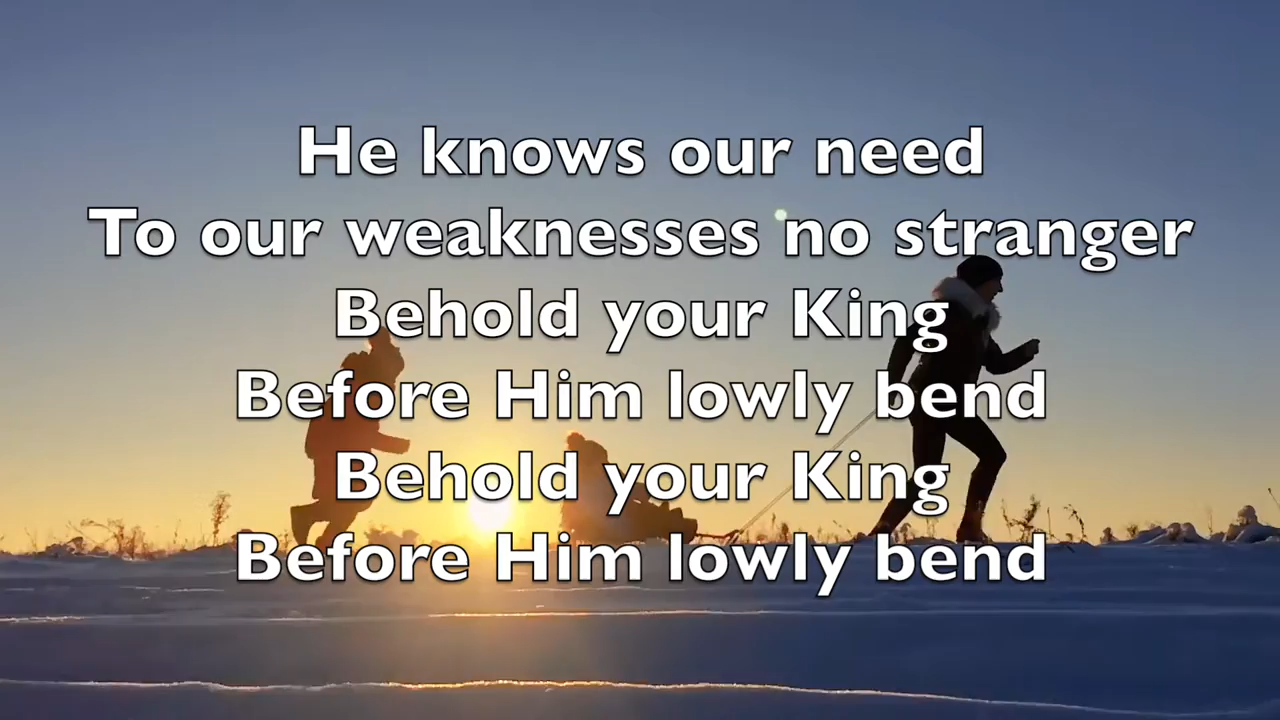 He knows our need
To our weaknesses no stranger
Behold your King
Before Him lowly bend
Behold your King
Before Him lowly bend